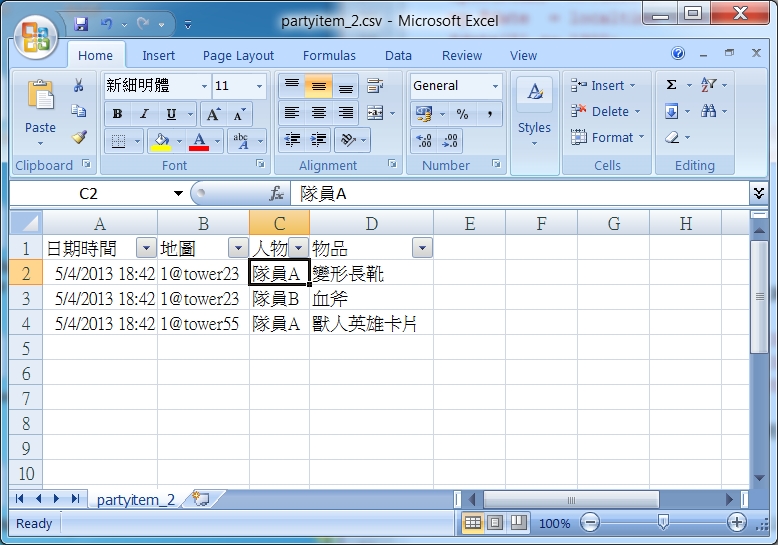 partyitem_2.csv - Microsoft Excel
Home Insert Page Layout Formulas Data Review View
Paste
新細明體 11
B I U A A
A abc A
General
% ,
Styles
Insert
Delete
Format
Σ
Clipboard Font Alignment Number Cells Editing
C2 fx 隊員A
A B C D E F G H
1 日期時間 地圖 人物 物品
2 5/4/2013 18:42 1@tower23 隊員A 變形長靴
3 5/4/2013 18:42 1@tower23 隊員B 血斧
4 5/4/2013 18:42 1@tower55 隊員A 獸人英雄卡片
5
6
7
8
9
10
partyitem_2
Ready 100%